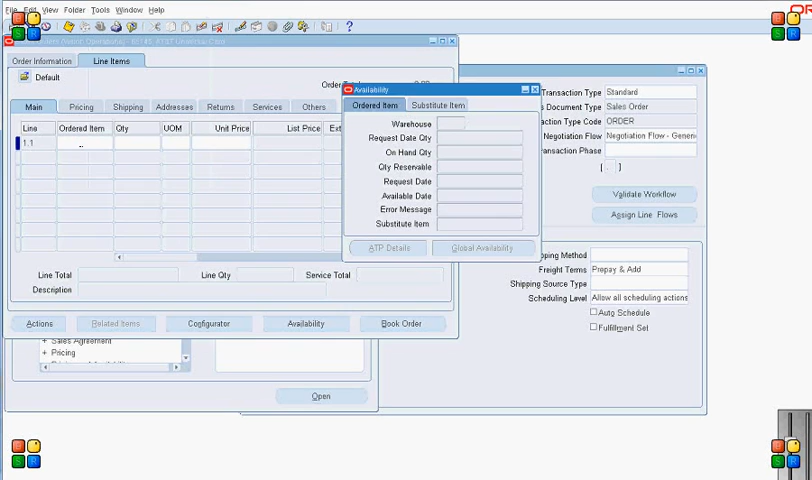 File Edit View Folder Tools Window Help
Order Information Line Items
Default
Main Pricing Shipping Addresses Returns Services Others
Line Ordered Item Qty UOM Unit Price List Price
1.1
Line Total Line Qty Service Total
Description
Actions Related Items Configurator Availability Book Order
Availability
Ordered Item Substitute Item
Warehouse
Request Date Qty
On Hand Qty
Qty Reservable
Request Date
Available Date
Error Message
Substitute Item
ATP Details Global Availability
Transaction Type Standard
Document Type Sales Order
Transaction Type Code ORDER
Negotiation Flow Negotiation Flow - Generic
Transaction Phase
[ . ]
Validate Workflow
Assign Line Flows
Shipping Method
Freight Terms Prepay & Add
Shipping Source Type
Scheduling Level Allow all scheduling actions
Auto Schedule
Fulfillment Set
+ Sales Agreement
+ Pricing
Open